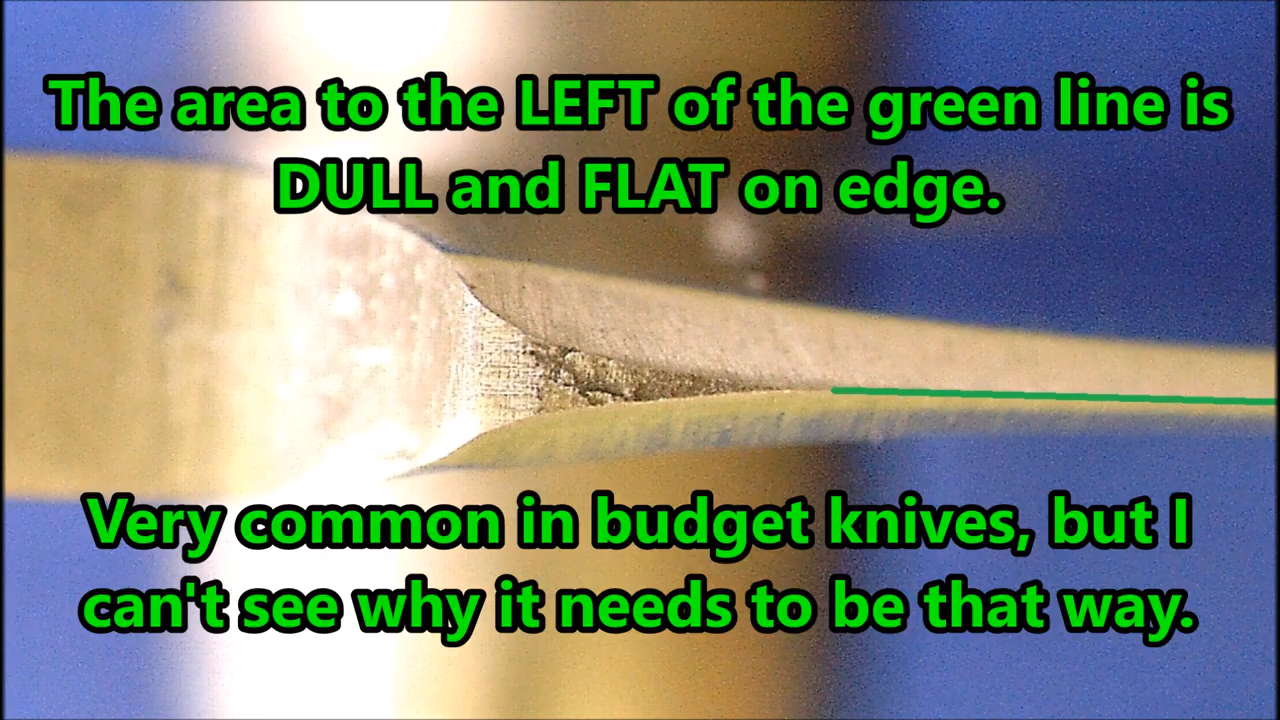 The area to the LEFT of the green line is
DULL and FLAT on edge.
Very common in budget knives, but I
can't see why it needs to be that way.